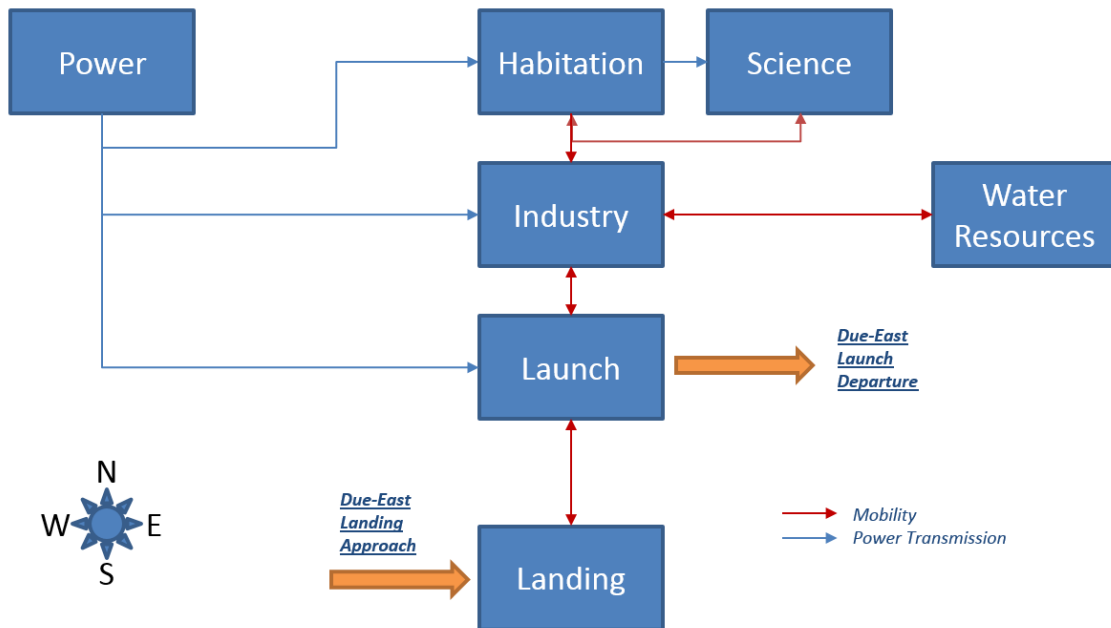 Power
Habitation
Science
Industry
Water
Resources
Launch
Due-East
Launch
Departure
N
W
E
S
Due-East
Landing
Approach
Landing
Mobility
Power Transmission